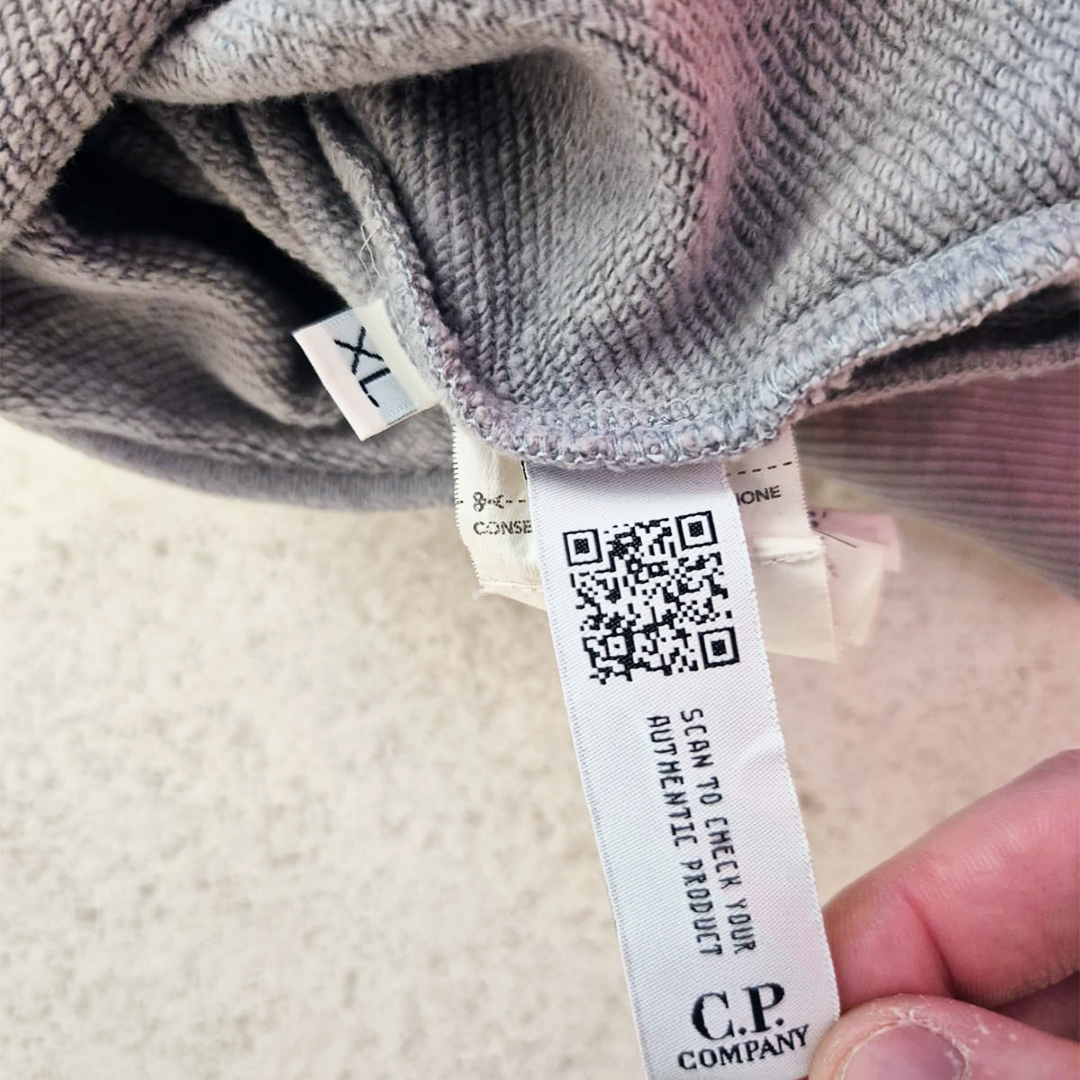 XL
CONSE
IONE
SCAN TO CHECK YOUR
AUTHENTIC PRODUCT
C.P.
COMPANY